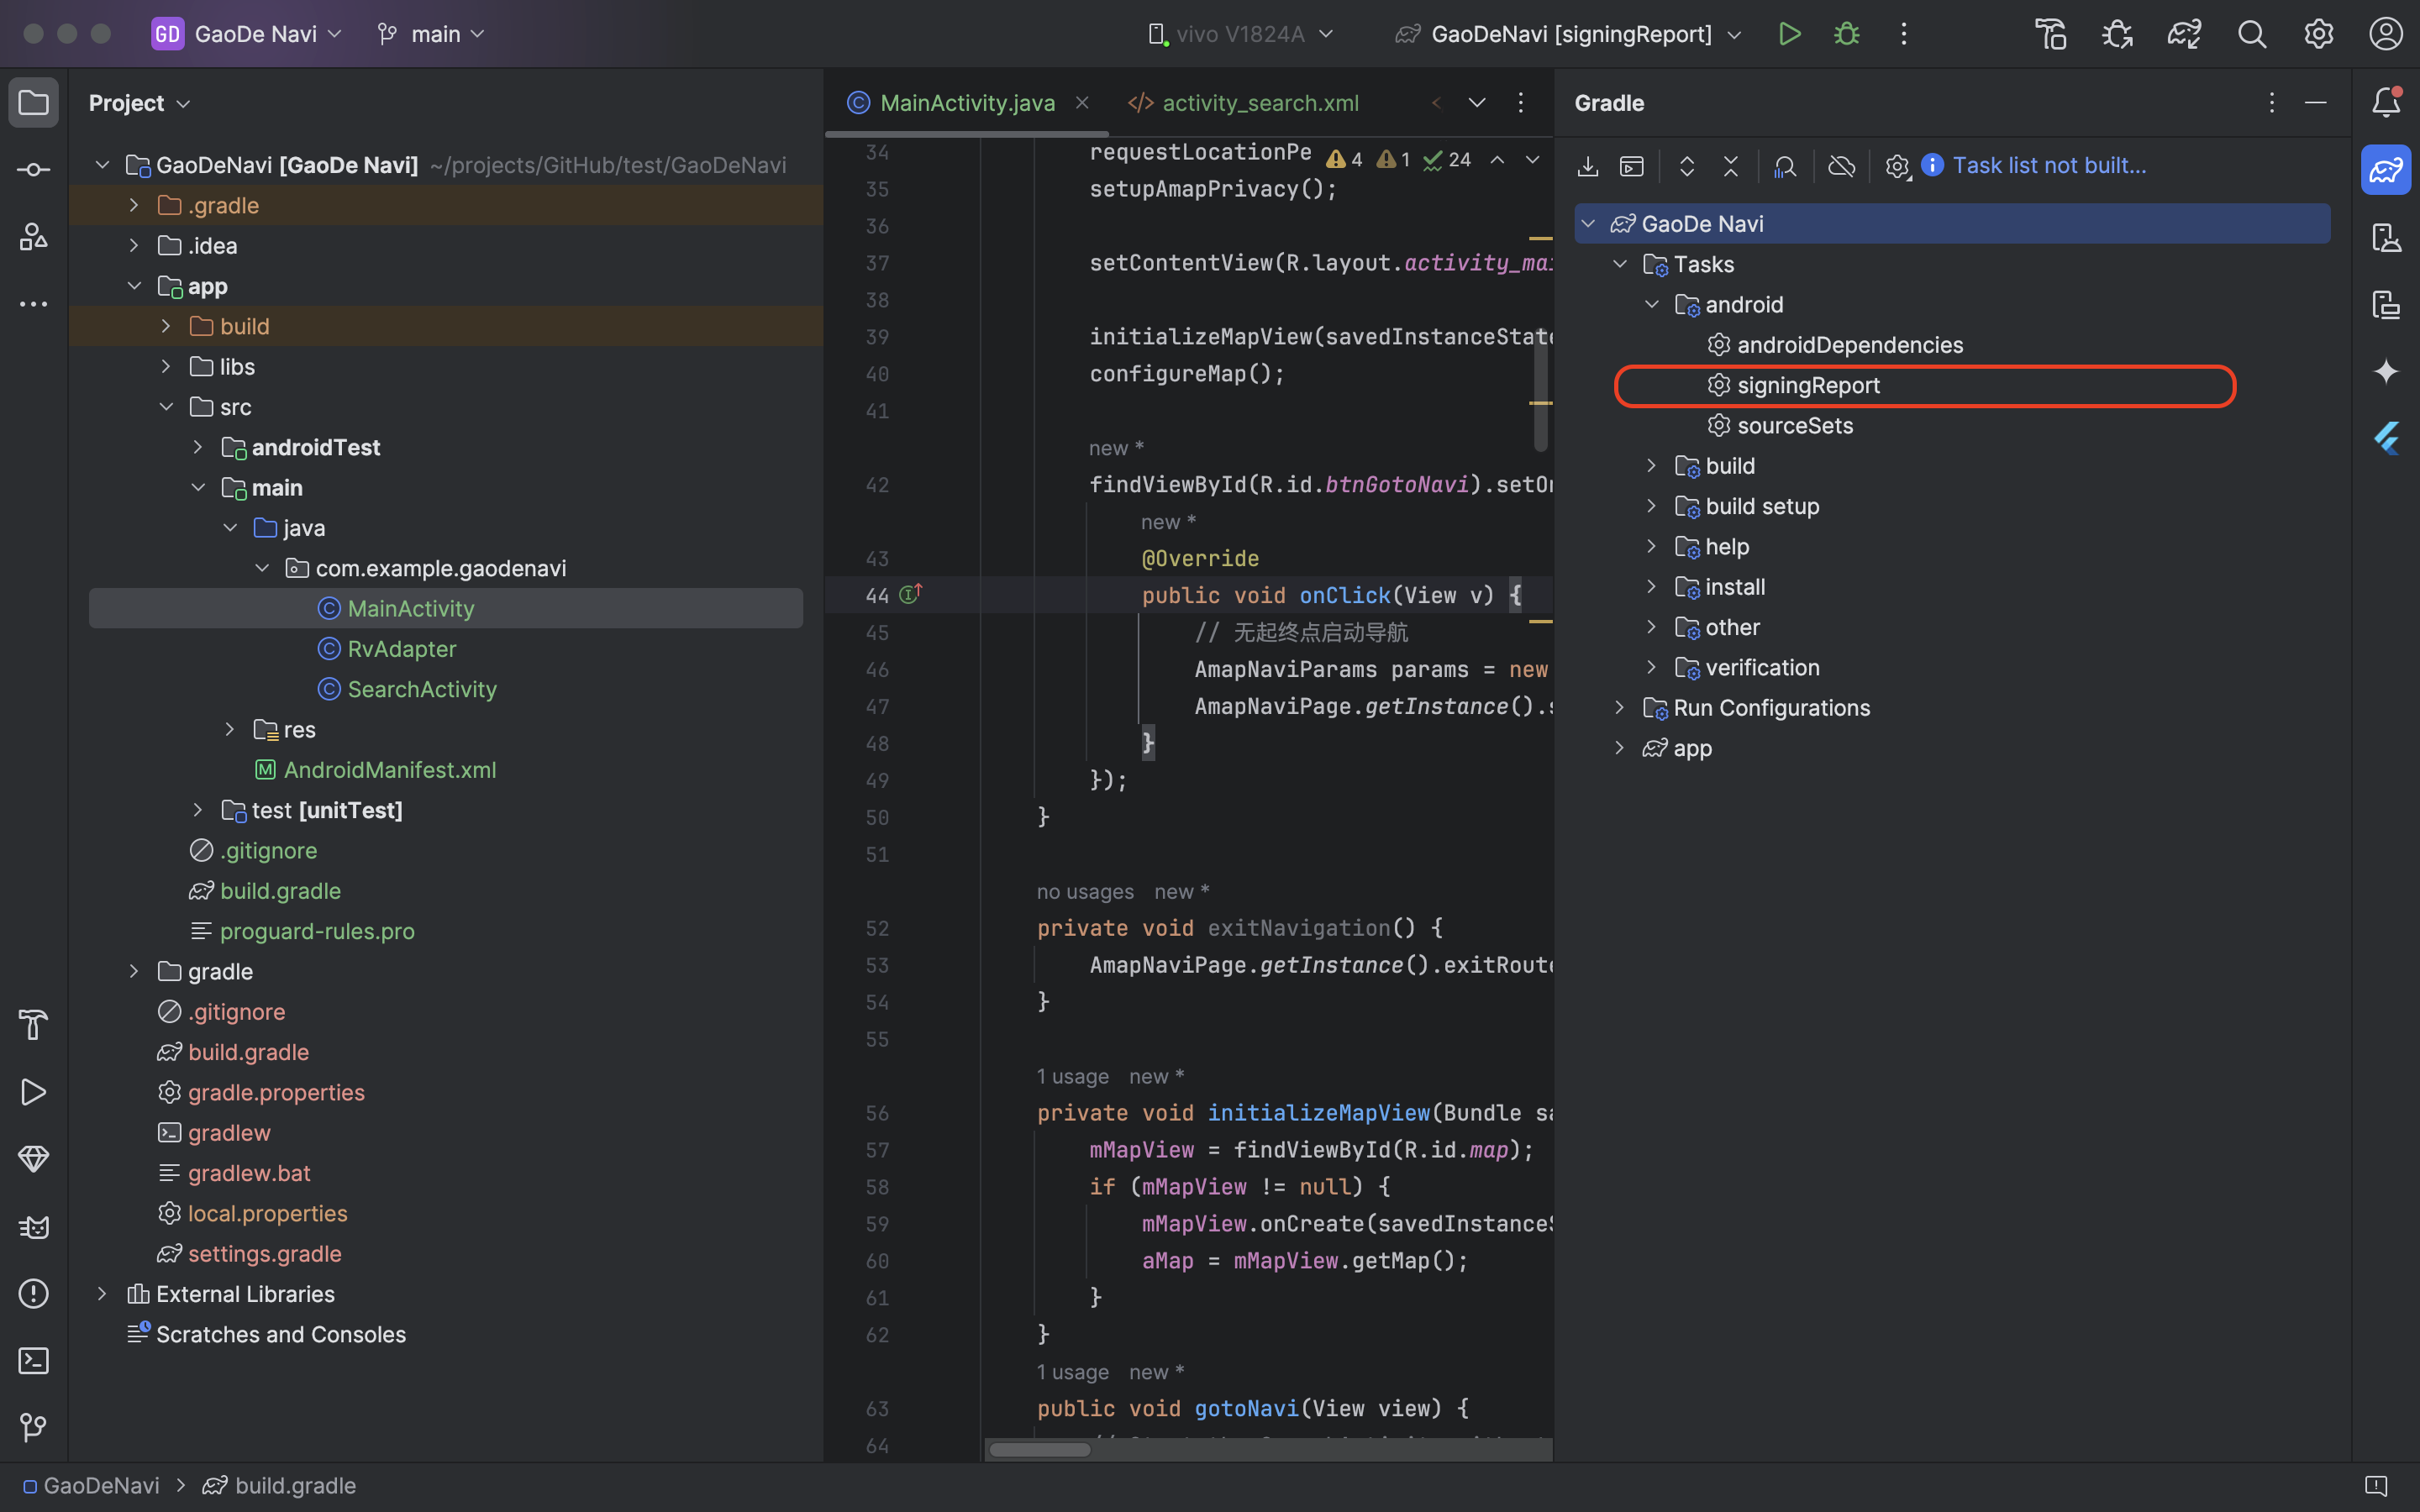 GD GaoDe Navi main vivo V1824A GaoDeNavi [signingReport]
Project
GaoDeNavi [GaoDe Navi] ~/projects/GitHub/test/GaoDeNavi
.gradle
.idea
app
build
libs
src
androidTest
main
java
com.example.gaodenavi
MainActivity
RvAdapter
SearchActivity
res
AndroidManifest.xml
test [unitTest]
.gitignore
build.gradle
proguard-rules.pro
gradle
.gitignore
build.gradle
gradle.properties
gradlew
gradlew.bat
local.properties
settings.gradle
External Libraries
Scratches and Consoles
MainActivity.java activity_search.xml
4 1 24
34 requestLocationPe
35 setupAmapPrivacy();
36
37 setContentView(R.layout.activity_mai
38
39 initializeMapView(savedInstanceState
40 configureMap();
41
new *
42 findViewById(R.id.btnGotoNavi).setOn
new *
43 @Override
44 public void onClick(View v) {
45 // 无起终点启动导航
46 AmapNaviParams params = new
47 AmapNaviPage.getInstance().s
48 }
49 });
50 }
51
no usages new *
52 private void exitNavigation() {
53 AmapNaviPage.getInstance().exitRoute
54 }
55
1 usage new *
56 private void initializeMapView(Bundle sa
57 mMapView = findViewById(R.id.map);
58 if (mMapView != null) {
59 mMapView.onCreate(savedInstanceS
60 aMap = mMapView.getMap();
61 }
62 }
1 usage new *
63 public void gotoNavi(View view) {
64
Gradle
Task list not built...
GaoDe Navi
Tasks
android
androidDependencies
signingReport
sourceSets
build
build setup
help
install
other
verification
Run Configurations
app
GaoDeNavi > build.gradle